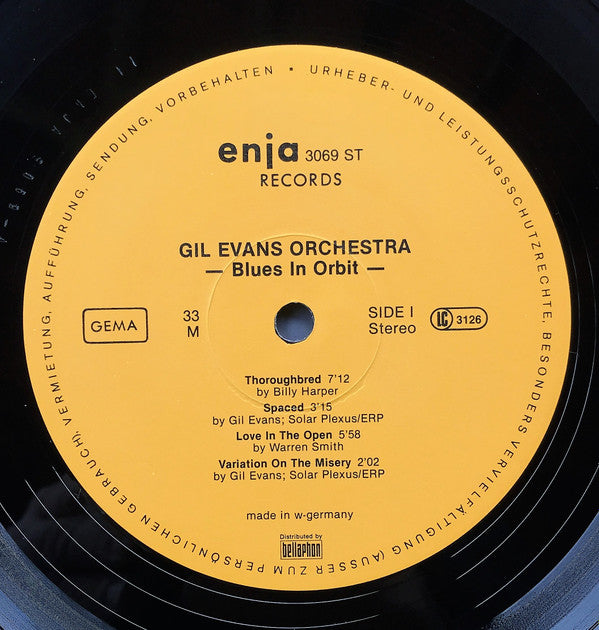 URHEBER- UND LEISTUNGSSCHUTZRECHTE, BESONDERS VERVIELFÄLTIGUNG (AUSSER ZUM PERSÖNLICHEN GEBRAUCH), VERMIETUNG, AUFFÜHRUNG, SENDUNG, VORBEHALTEN •
enja 3069 ST
RECORDS
GIL EVANS ORCHESTRA
— Blues In Orbit —
GEMA
33
M
SIDE I
Stereo
LC 3126
Thoroughbred 7'12
by Billy Harper
Spaced 3'15
by Gil Evans; Solar Plexus/ERP
Love In The Open 5'58
by Warren Smith
Variation On The Misery 2'02
by Gil Evans; Solar Plexus/ERP
made in w-germany
Distributed by
bellaphon